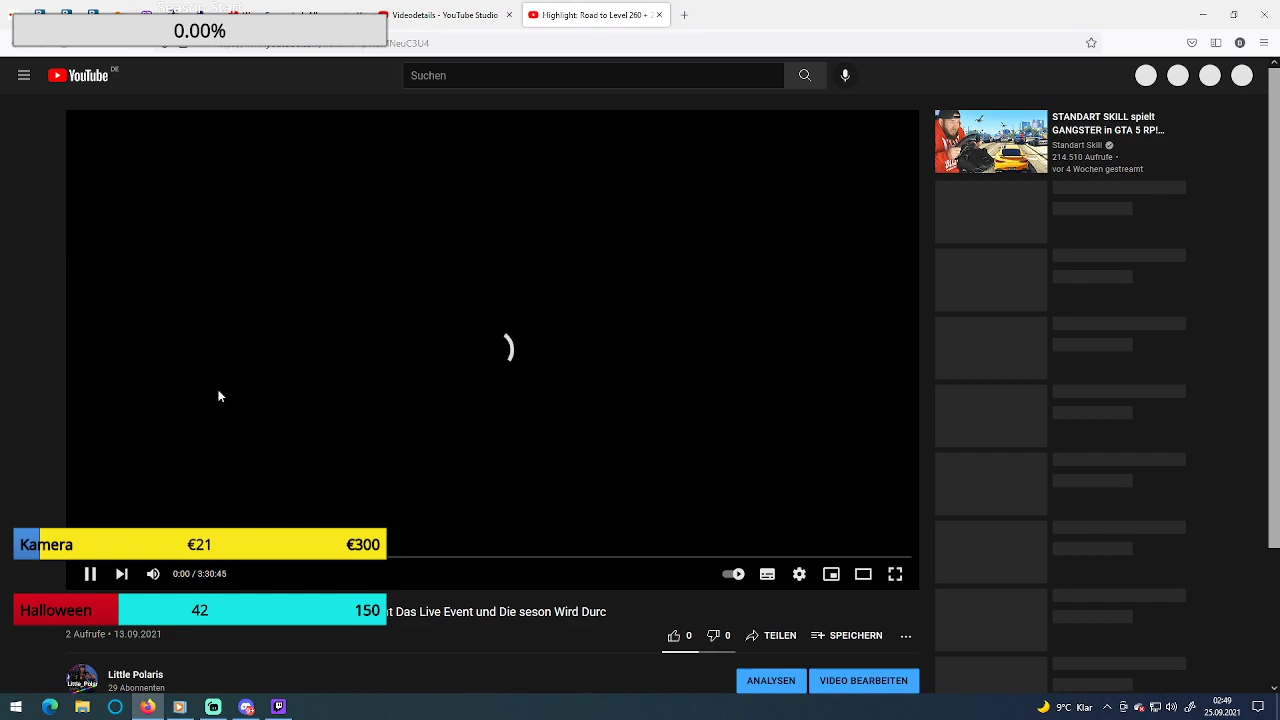 Season Start
0.00%
Videodetails - YouTube Studio
Highlight: Road to Level 260 + 2
NeuC3U4
YouTube DE
Suchen
STANDART SKILL spielt
GANGSTER in GTA 5 RP!...
Standart Skill
214.510 Aufrufe •
vor 4 Wochen gestreamt
Kamera €21 €300
0:00 / 3:30:45
Halloween 42 150
t Das Live Event und Die seson Wird Durc
2 Aufrufe • 13.09.2021
0 0 TEILEN SPEICHERN
Little Polaris
29 Abonnenten
ANALYSEN VIDEO BEARBEITEN
9°C
02:49
25.09.2021